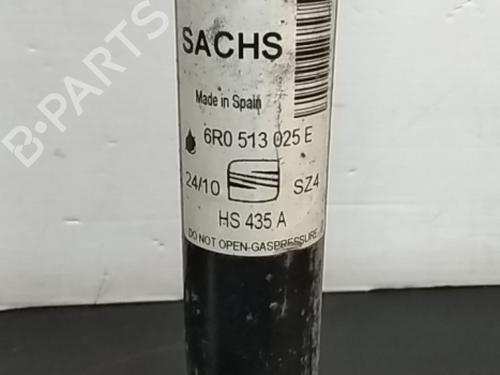 B-PARTS
SACHS
Made in Spain
6R0 513 025 E
24/10 SZ4
HS 435 A
DO NOT OPEN-GASPRESSURE